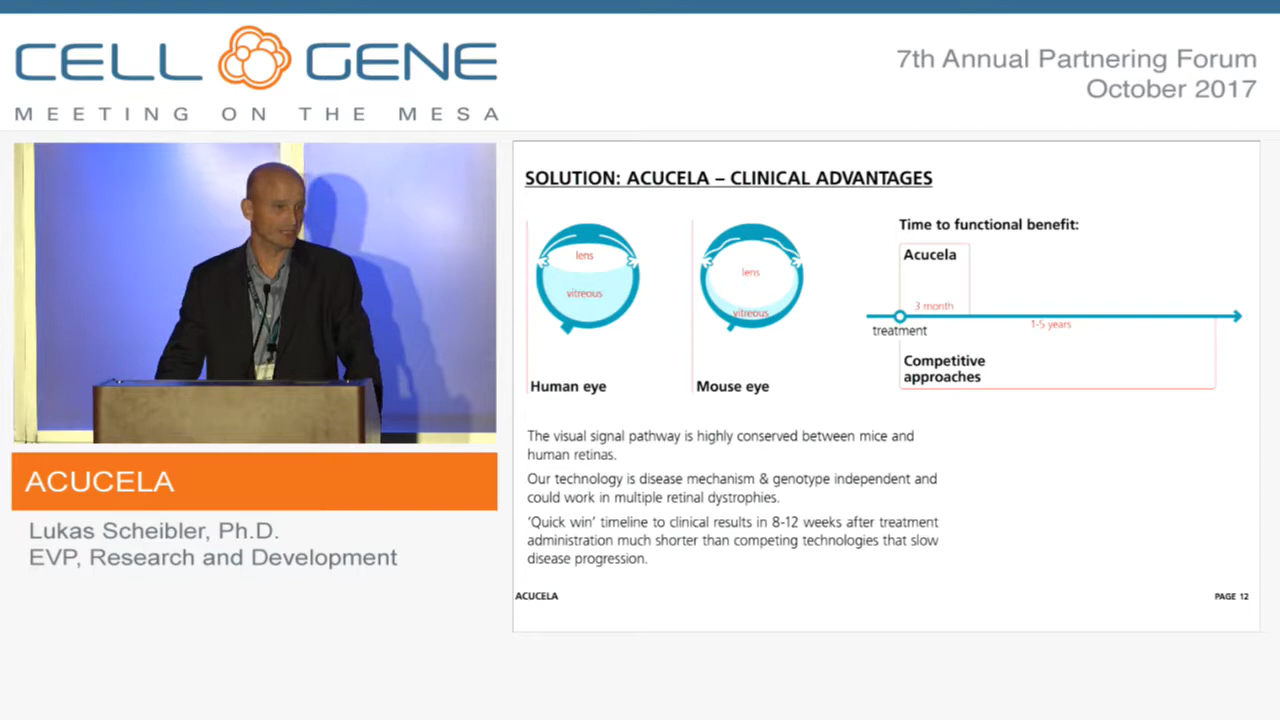 CELL GENE
MEETING ON THE MESA
7th Annual Partnering Forum
October 2017
ACUCELA
Lukas Scheibler, Ph.D.
EVP, Research and Development
SOLUTION: ACUCELA – CLINICAL ADVANTAGES
lens
vitreous
Human eye
lens
vitreous
Mouse eye
Time to functional benefit:
Acucela
3 month
treatment
1-5 years
Competitive
approaches
The visual signal pathway is highly conserved between mice and
human retinas.
Our technology is disease mechanism & genotype independent and
could work in multiple retinal dystrophies.
‘Quick win’ timeline to clinical results in 8-12 weeks after treatment
administration much shorter than competing technologies that slow
disease progression.
ACUCELA
PAGE 12